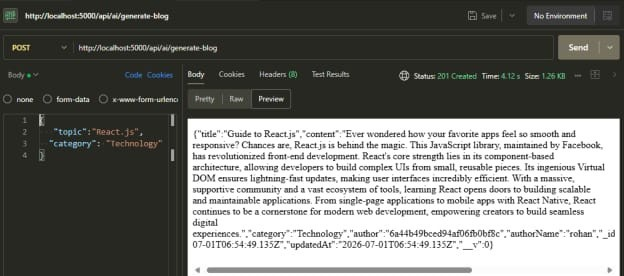 http://localhost:5000/api/ai/generate-blog
Save
No Environment
POST
http://localhost:5000/api/ai/generate-blog
Send
Body
Code Cookies
none
form-data
x-www-form-urlenc
1 {
2 "topic":"React.js",
3 "category": "Technology"
4 }
Body Cookies Headers (8) Test Results
Status: 201 Created Time: 4.12 s Size: 1.26 KB
Pretty Raw Preview
{"title":"Guide to React.js","content":"Ever wondered how your favorite apps feel so smooth and
responsive? Chances are, React.js is behind the magic. This JavaScript library, maintained by Facebook,
has revolutionized front-end development. React's core strength lies in its component-based
architecture, allowing developers to build complex UIs from small, reusable pieces. Its ingenious Virtual
DOM ensures lightning-fast updates, making user interfaces incredibly efficient. With a massive,
supportive community and a vast ecosystem of tools, learning React opens doors to building scalable
and maintainable applications. From single-page applications to mobile apps with React Native, React
continues to be a cornerstone for modern web development, empowering creators to build seamless
digital
experiences.","category":"Technology","author":"6a44b49bced94af06fb0bf8c","authorName":"rohan","_id
07-01T06:54:49.135Z","updatedAt":"2026-07-01T06:54:49.135Z","__v":0}